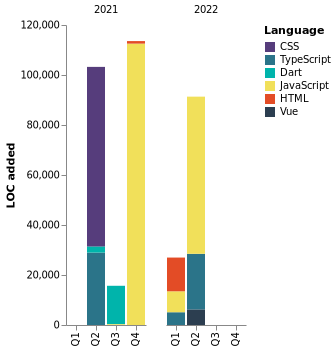 2021 2022
Language
CSS
TypeScript
Dart
JavaScript
HTML
Vue
LOC added
120,000
100,000
80,000
60,000
40,000
20,000
0
Q1 Q2 Q3 Q4 Q1 Q2 Q3 Q4